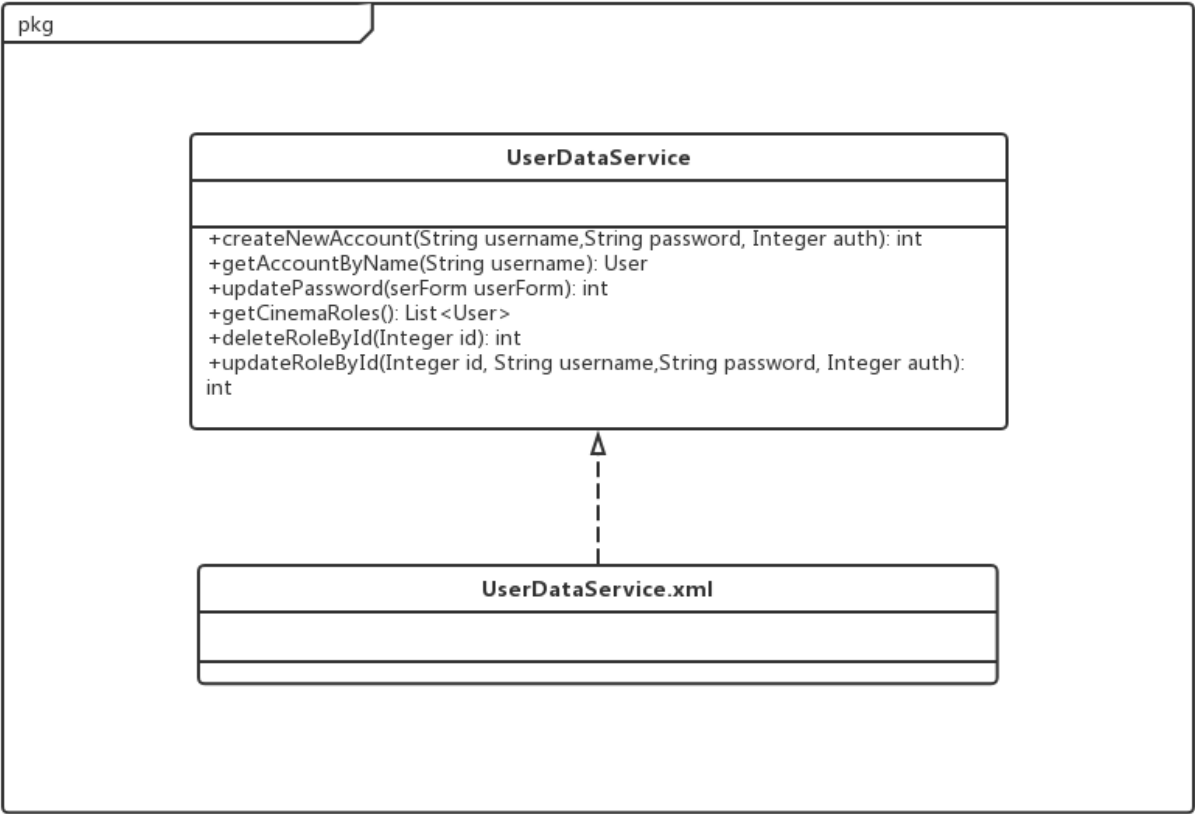 pkg
UserDataService
+createNewAccount(String username,String password, Integer auth): int
+getAccountByName(String username): User
+updatePassword(serForm userForm): int
+getCinemaRoles(): List<User>
+deleteRoleById(Integer id): int
+updateRoleById(Integer id, String username,String password, Integer auth):
int
UserDataService.xml